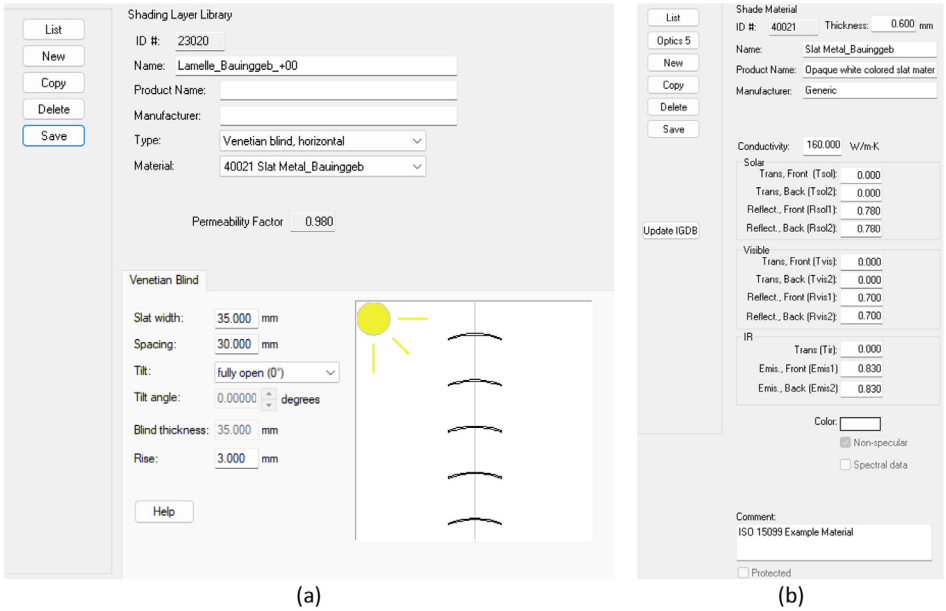 List
New
Copy
Delete
Save
Shading Layer Library
ID #: 23020
Name: Lamelle_Bauinggeb_+00
Product Name:
Manufacturer:
Type: Venetian blind, horizontal
Material: 40021 Slat Metal_Bauinggeb
Permeability Factor 0.980
Venetian Blind
Slat width: 35.000 mm
Spacing: 30.000 mm
Tilt: fully open (0°)
Tilt angle: 0.00000 degrees
Blind thickness: 35.000 mm
Rise: 3.000 mm
Help
(a)
List
Optics 5
New
Copy
Delete
Save
Update IGDB
Shade Material
ID #: 40021 Thickness: 0.600 mm
Name: Slat Metal_Bauinggeb
Product Name: Opaque white colored slat mater
Manufacturer: Generic
Conductivity: 160.000 W/m-K
Solar
Trans, Front (Tsol): 0.000
Trans, Back (Tsol2): 0.000
Reflect., Front (Rsol1): 0.780
Reflect., Back (Rsol2): 0.780
Visible
Trans, Front (Tvis): 0.000
Trans, Back (Tvis2): 0.000
Reflect., Front (Rvis1): 0.700
Reflect., Back (Rvis2): 0.700
IR
Trans (Tir): 0.000
Emis., Front (Emis1) 0.830
Emis., Back (Emis2) 0.830
Color:
Non-specular
Spectral data
Comment:
ISO 15099 Example Material
Protected
(b)